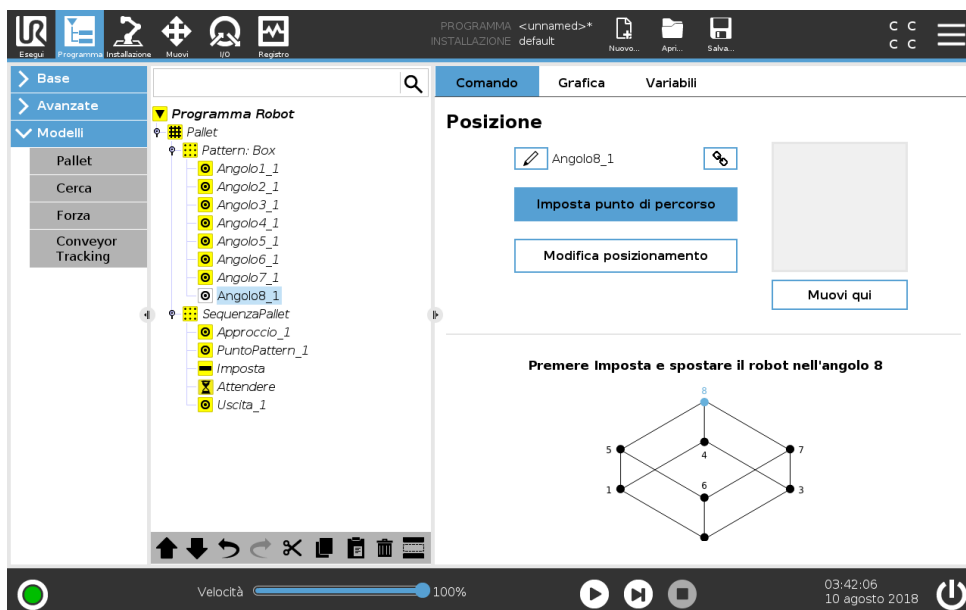 UR
Esegui
Programma
Installazione
Muovi
I/O
Registro
PROGRAMMA <unnamed>*
INSTALLAZIONE default
Nuovo...
Apri...
Salva...
C C
C C
Base
Avanzate
Modelli
Pallet
Cerca
Forza
Conveyor
Tracking
Programma Robot
Pallet
Pattern: Box
Angolo1_1
Angolo2_1
Angolo3_1
Angolo4_1
Angolo5_1
Angolo6_1
Angolo7_1
Angolo8_1
SequenzaPallet
Approccio_1
PuntoPattern_1
Imposta
Attendere
Uscita_1
Comando
Grafica
Variabili
Posizione
Angolo8_1
Imposta punto di percorso
Modifica posizionamento
Muovi qui
Premere Imposta e spostare il robot nell'angolo 8
8
5
4
7
1
6
3
Velocità
100%
03:42:06
10 agosto 2018